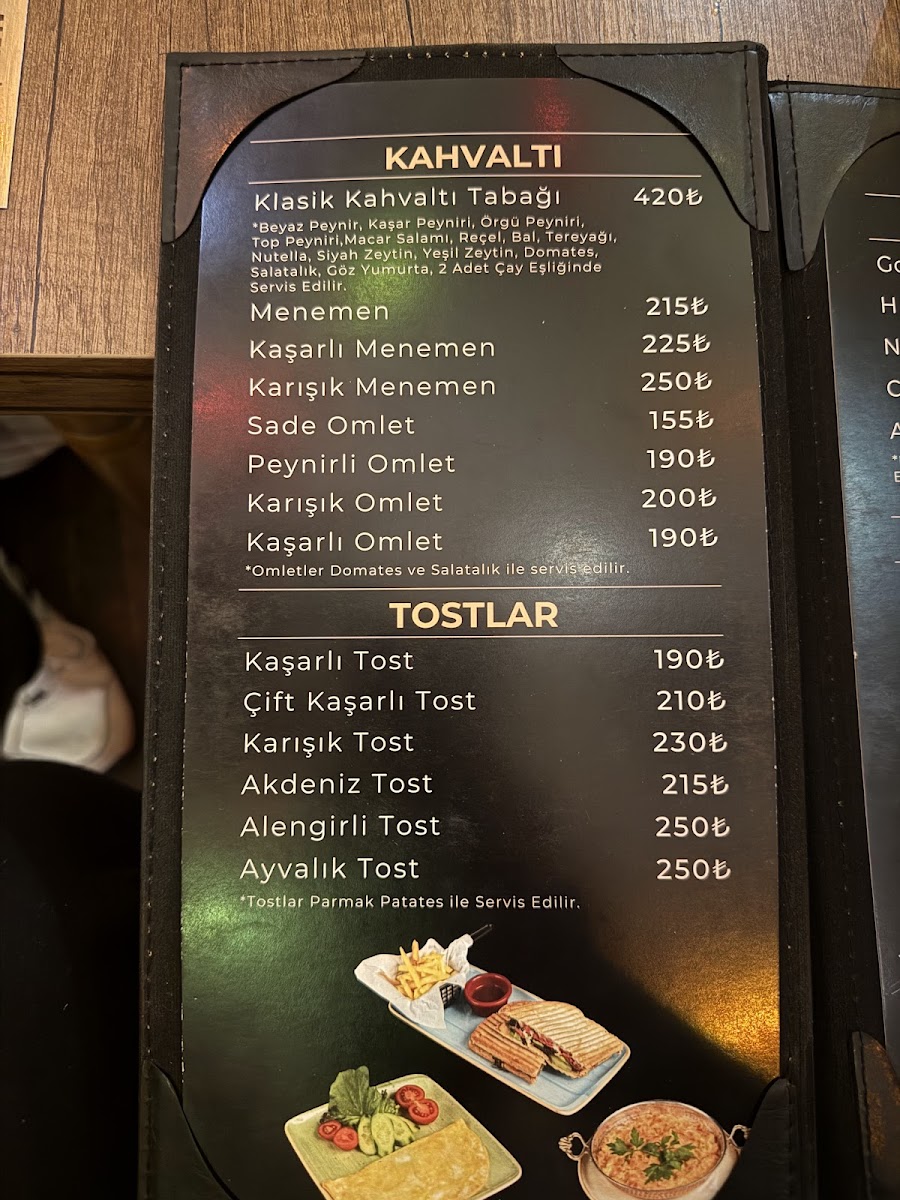 KAHVALTI
Klasik Kahvaltı Tabağı 420₺
*Beyaz Peynir, Kaşar Peyniri, Örgü Peyniri,
Top Peyniri,Macar Salamı, Reçel, Bal, Tereyağı,
Nutella, Siyah Zeytin, Yeşil Zeytin, Domates,
Salatalık, Göz Yumurta, 2 Adet Çay Eşliğinde
Servis Edilir.
Menemen 215₺
Kaşarlı Menemen 225₺
Karışık Menemen 250₺
Sade Omlet 155₺
Peynirli Omlet 190₺
Karışık Omlet 200₺
Kaşarlı Omlet 190₺
*Omletler Domates ve Salatalık ile servis edilir.
TOSTLAR
Kaşarlı Tost 190₺
Çift Kaşarlı Tost 210₺
Karışık Tost 230₺
Akdeniz Tost 215₺
Alengirli Tost 250₺
Ayvalık Tost 250₺
*Tostlar Parmak Patates ile Servis Edilir.